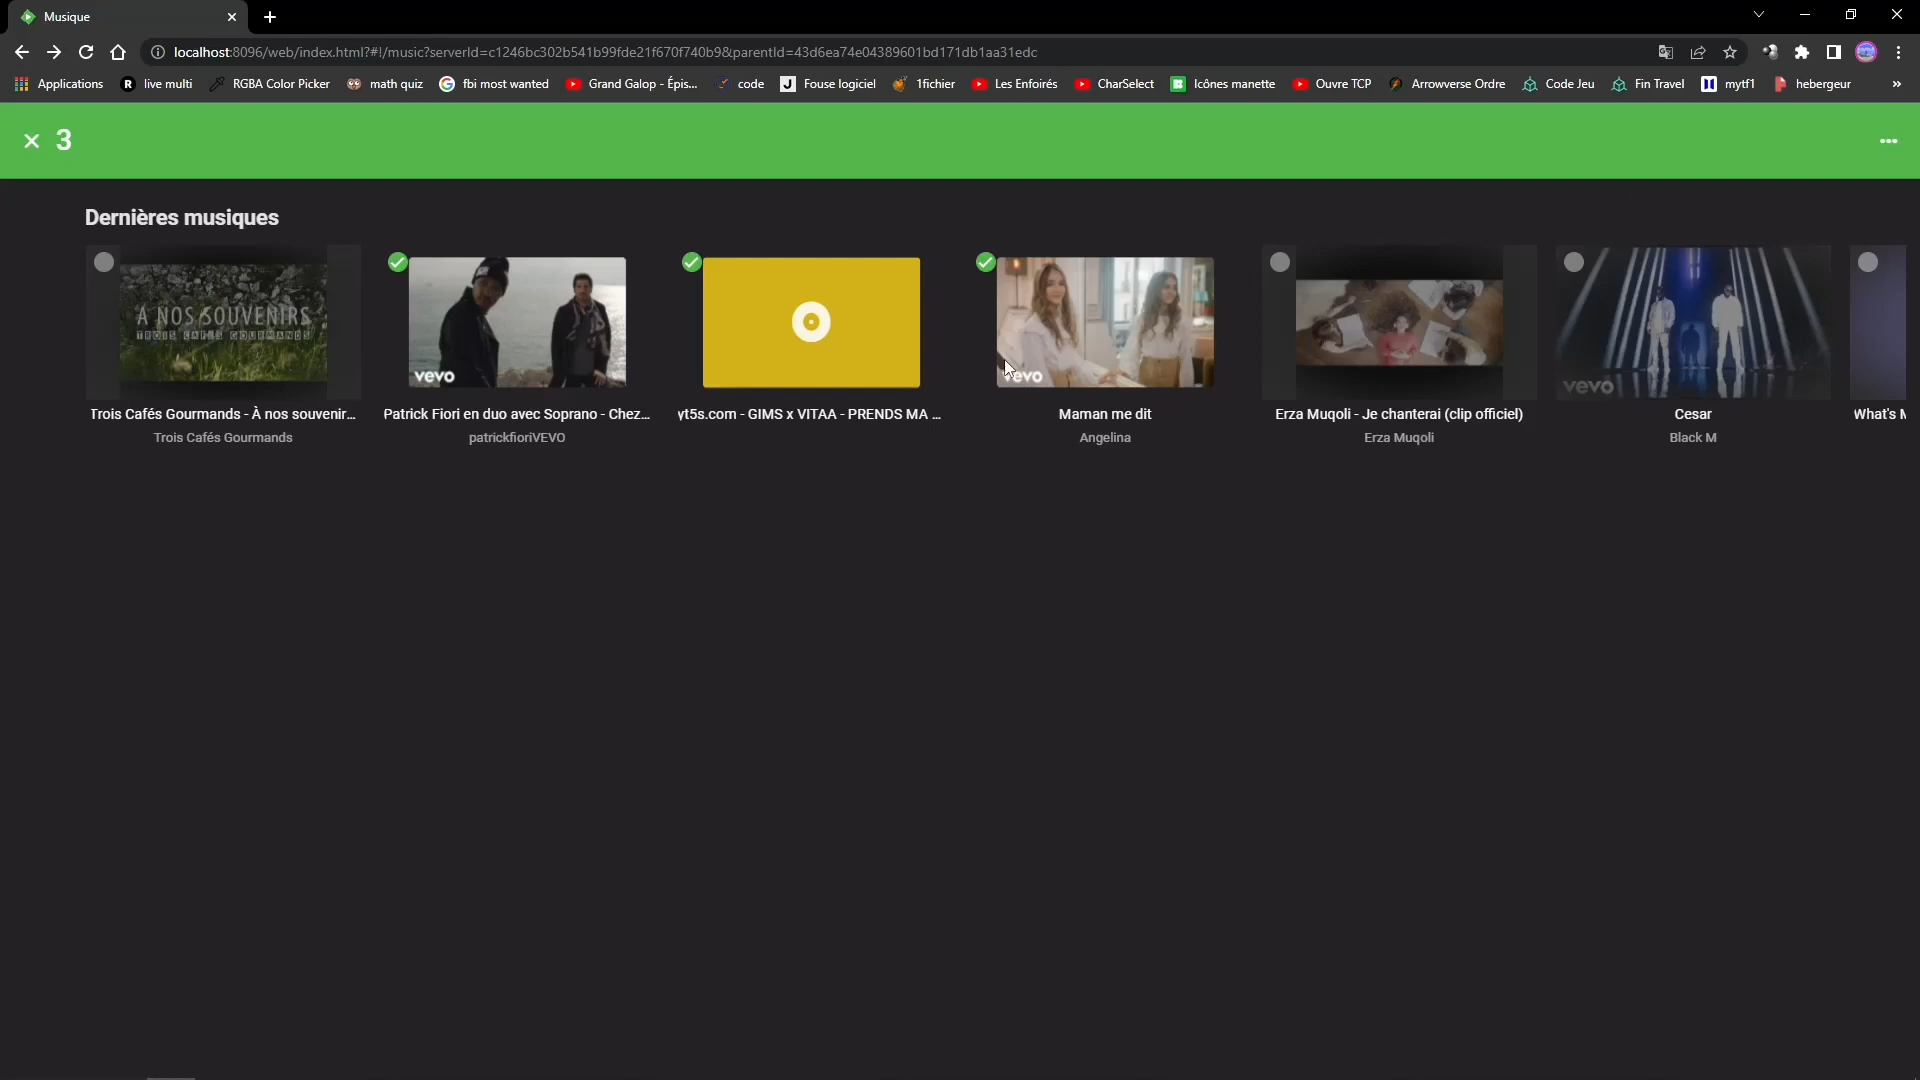 Musique
localhost:8096/web/index.html?#!/music?serverId=c1246bc302b541b99fde21f670f740b9&parentId=43d6ea74e04389601bd171db1aa31edc
Applications
R live multi
RGBA Color Picker
math quiz
fbi most wanted
Grand Galop - Épis...
code
J Fouse logiciel
1fichier
Les Enfoirés
CharSelect
Icônes manette
Ouvre TCP
Arrowverse Ordre
Code Jeu
Fin Travel
mytf1
hebergeur
»
3
Dernières musiques
A NOS SOUVENIRS
TROIS CAFÉS GOURMANDS
vevo
vevo
vevo
Trois Cafés Gourmands - À nos souvenir...
Trois Cafés Gourmands
Patrick Fiori en duo avec Soprano - Chez...
patrickfioriVEVO
yt5s.com - GIMS x VITAA - PRENDS MA ...
Maman me dit
Angelina
Erza Muqoli - Je chanterai (clip officiel)
Erza Muqoli
Cesar
Black M
What's